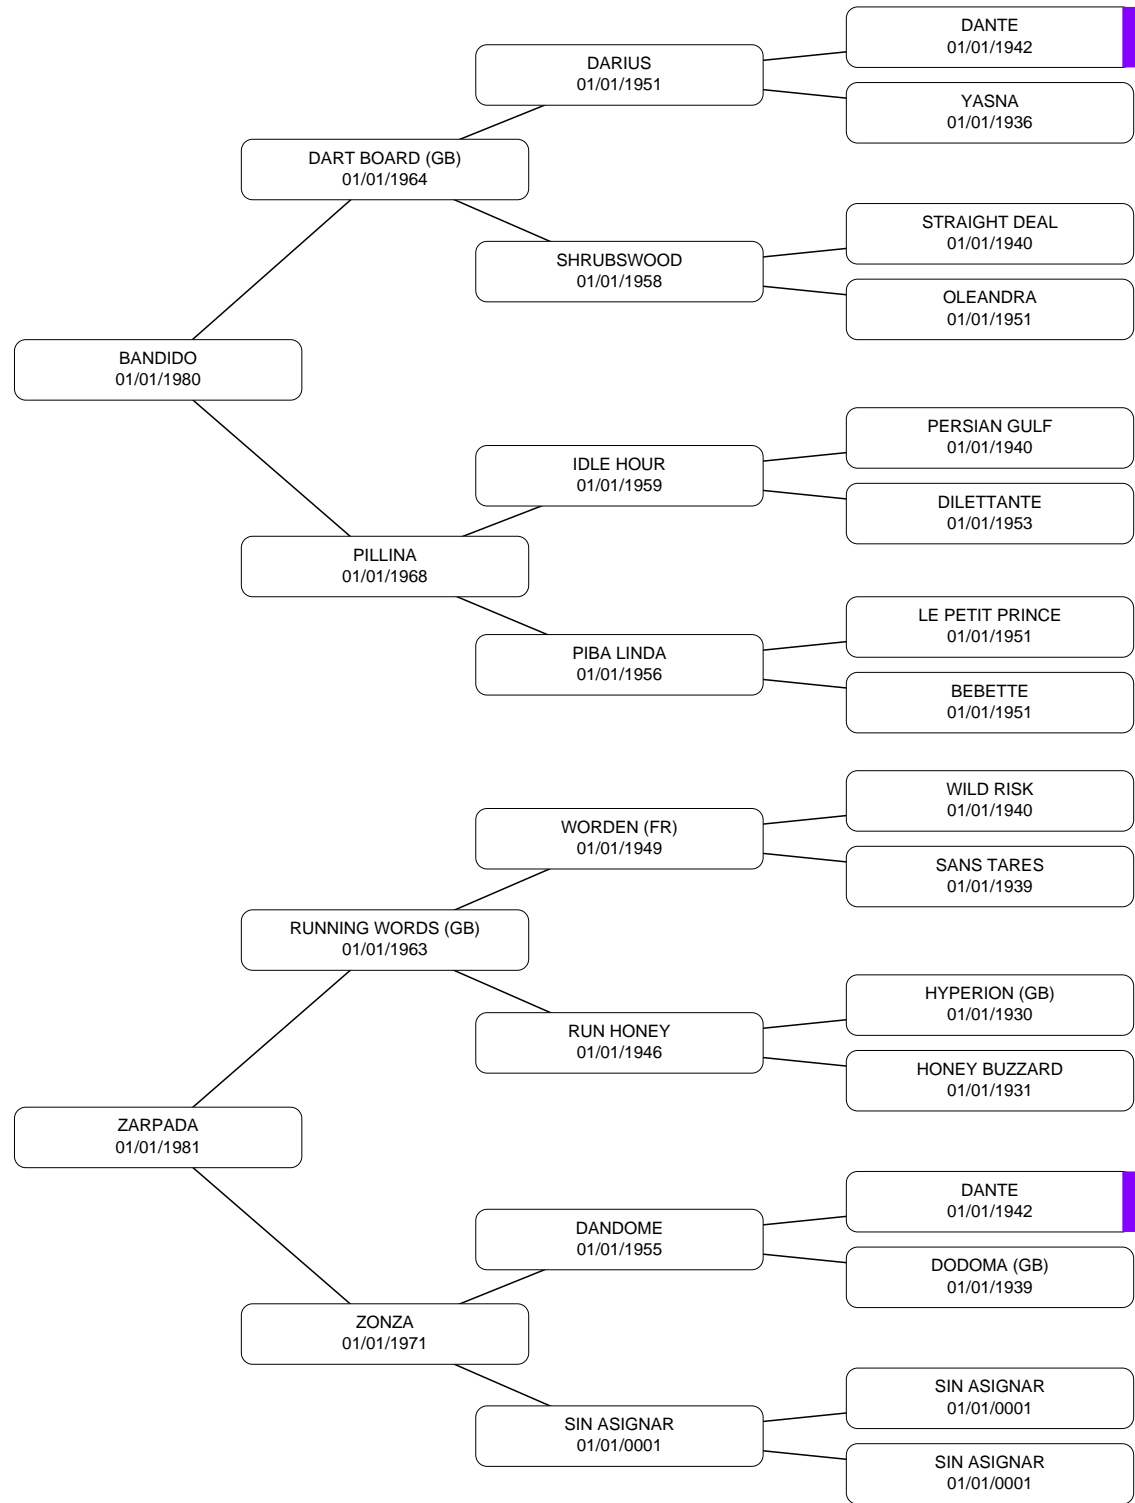 DANTE
01/01/1942
DARIUS
01/01/1951
YASNA
01/01/1936
DART BOARD (GB)
01/01/1964
STRAIGHT DEAL
01/01/1940
SHRUBSWOOD
01/01/1958
OLEANDRA
01/01/1951
BANDIDO
01/01/1980
PERSIAN GULF
01/01/1940
IDLE HOUR
01/01/1959
DILETTANTE
01/01/1953
PILLINA
01/01/1968
LE PETIT PRINCE
01/01/1951
PIBA LINDA
01/01/1956
BEBETTE
01/01/1951
WILD RISK
01/01/1940
WORDEN (FR)
01/01/1949
SANS TARES
01/01/1939
RUNNING WORDS (GB)
01/01/1963
HYPERION (GB)
01/01/1930
RUN HONEY
01/01/1946
HONEY BUZZARD
01/01/1931
ZARPADA
01/01/1981
DANTE
01/01/1942
DANDOME
01/01/1955
DODOMA (GB)
01/01/1939
ZONZA
01/01/1971
SIN ASIGNAR
01/01/0001
SIN ASIGNAR
01/01/0001
SIN ASIGNAR
01/01/0001